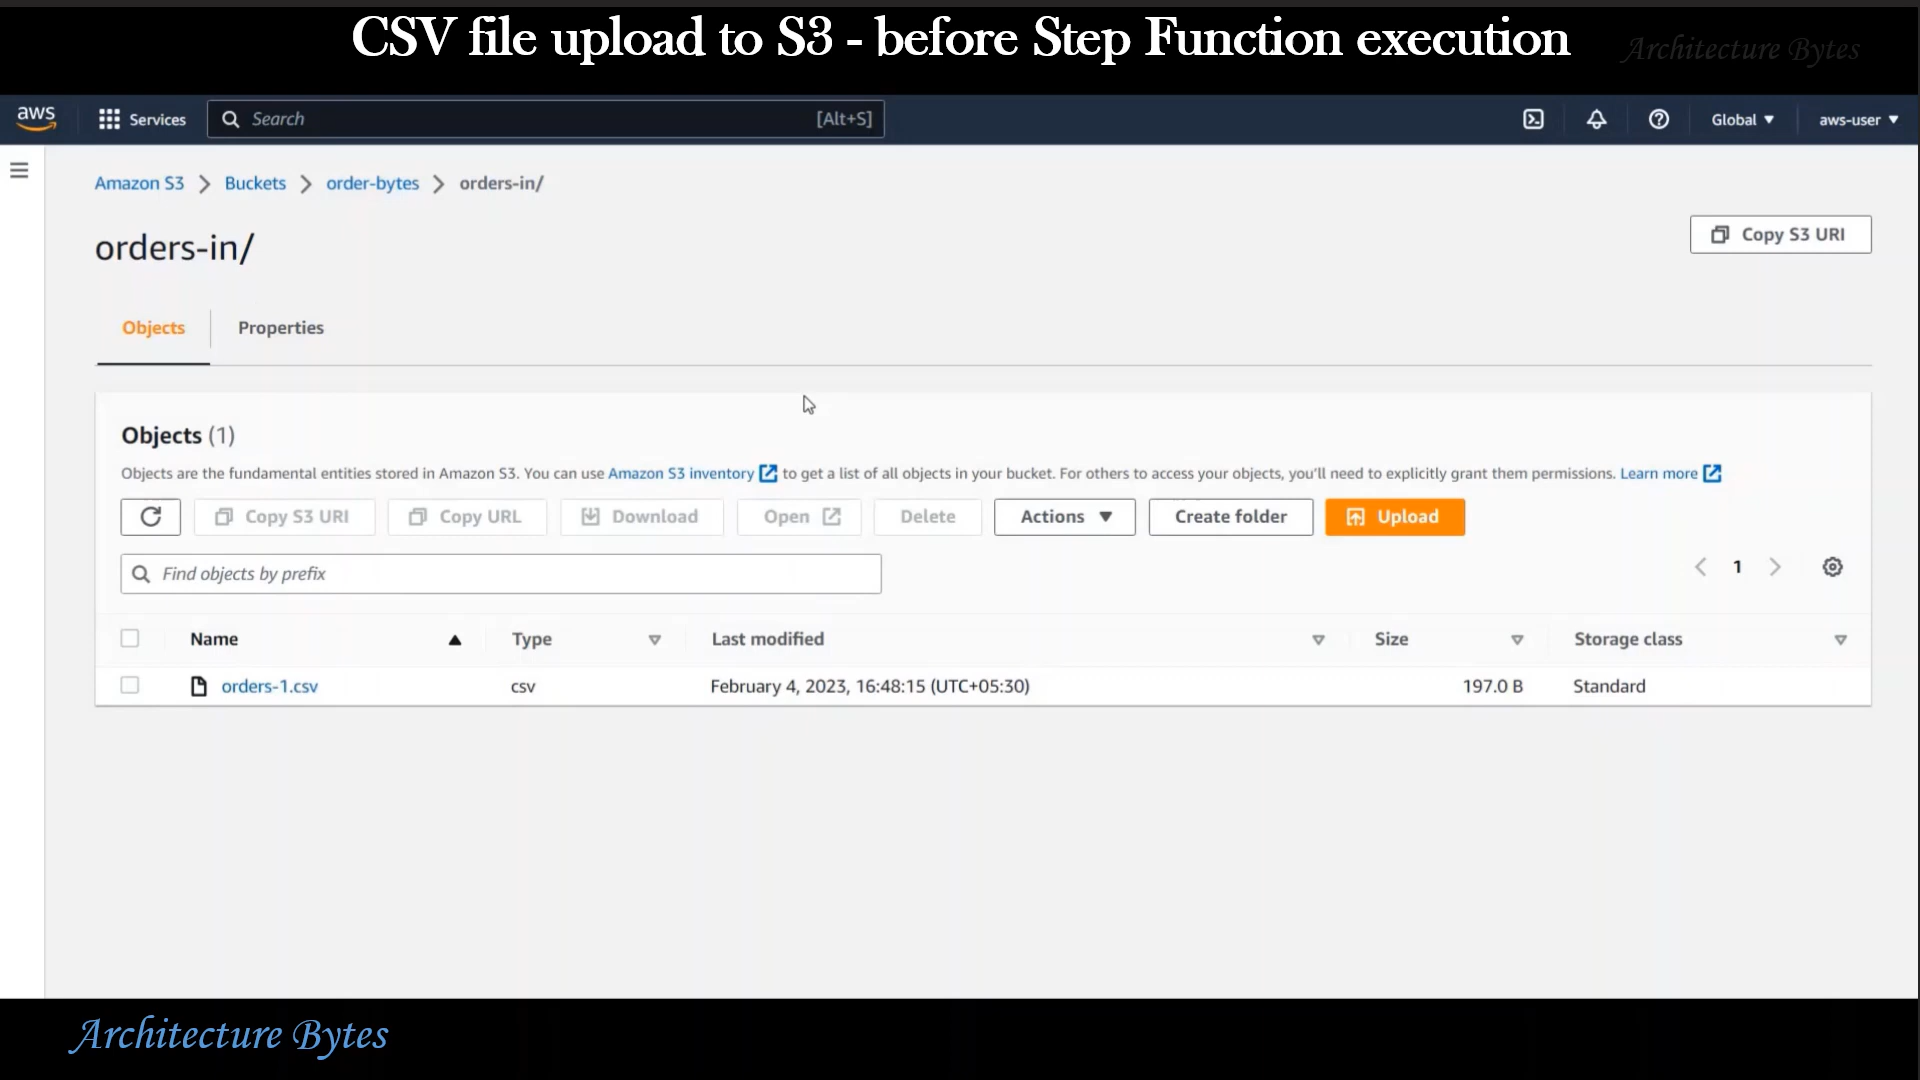 CSV file upload to S3 - before Step Function execution
Architecture Bytes
aws
Services
Search
[Alt+S]
Global
aws-user
Amazon S3 > Buckets > order-bytes > orders-in/
orders-in/
Copy S3 URI
Objects
Properties
Objects (1)
Objects are the fundamental entities stored in Amazon S3. You can use Amazon S3 inventory to get a list of all objects in your bucket. For others to access your objects, you'll need to explicitly grant them permissions. Learn more
Copy S3 URI
Copy URL
Download
Open
Delete
Actions
Create folder
Upload
Find objects by prefix
1
Name
Type
Last modified
Size
Storage class
orders-1.csv
csv
February 4, 2023, 16:48:15 (UTC+05:30)
197.0 B
Standard
Architecture Bytes